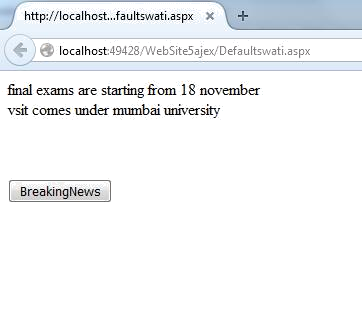 http://localhost...faultswati.aspx
localhost:49428/WebSite5ajex/Defaultswati.aspx
final exams are starting from 18 november
vsit comes under mumbai university
BreakingNews